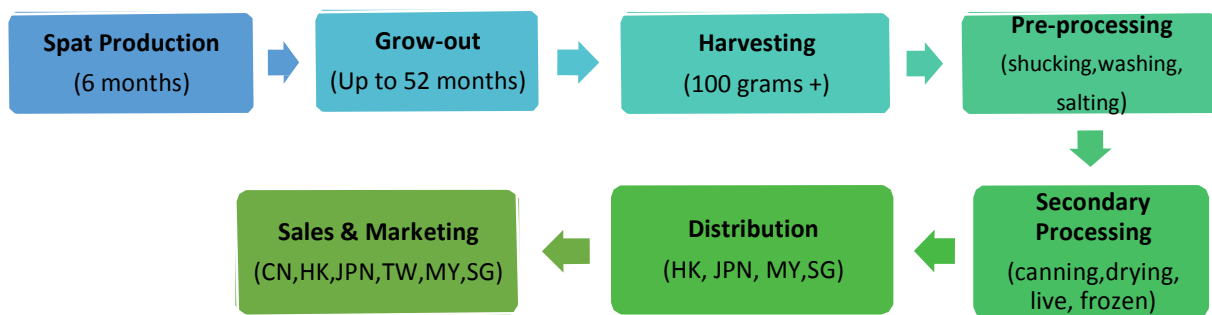 Spat Production
(6 months)
Grow-out
(Up to 52 months)
Harvesting
(100 grams +)
Pre-processing
(shucking,washing,
salting)
Secondary
Processing
(canning,drying,
live, frozen)
Distribution
(HK, JPN, MY,SG)
Sales & Marketing
(CN,HK,JPN,TW,MY,SG)